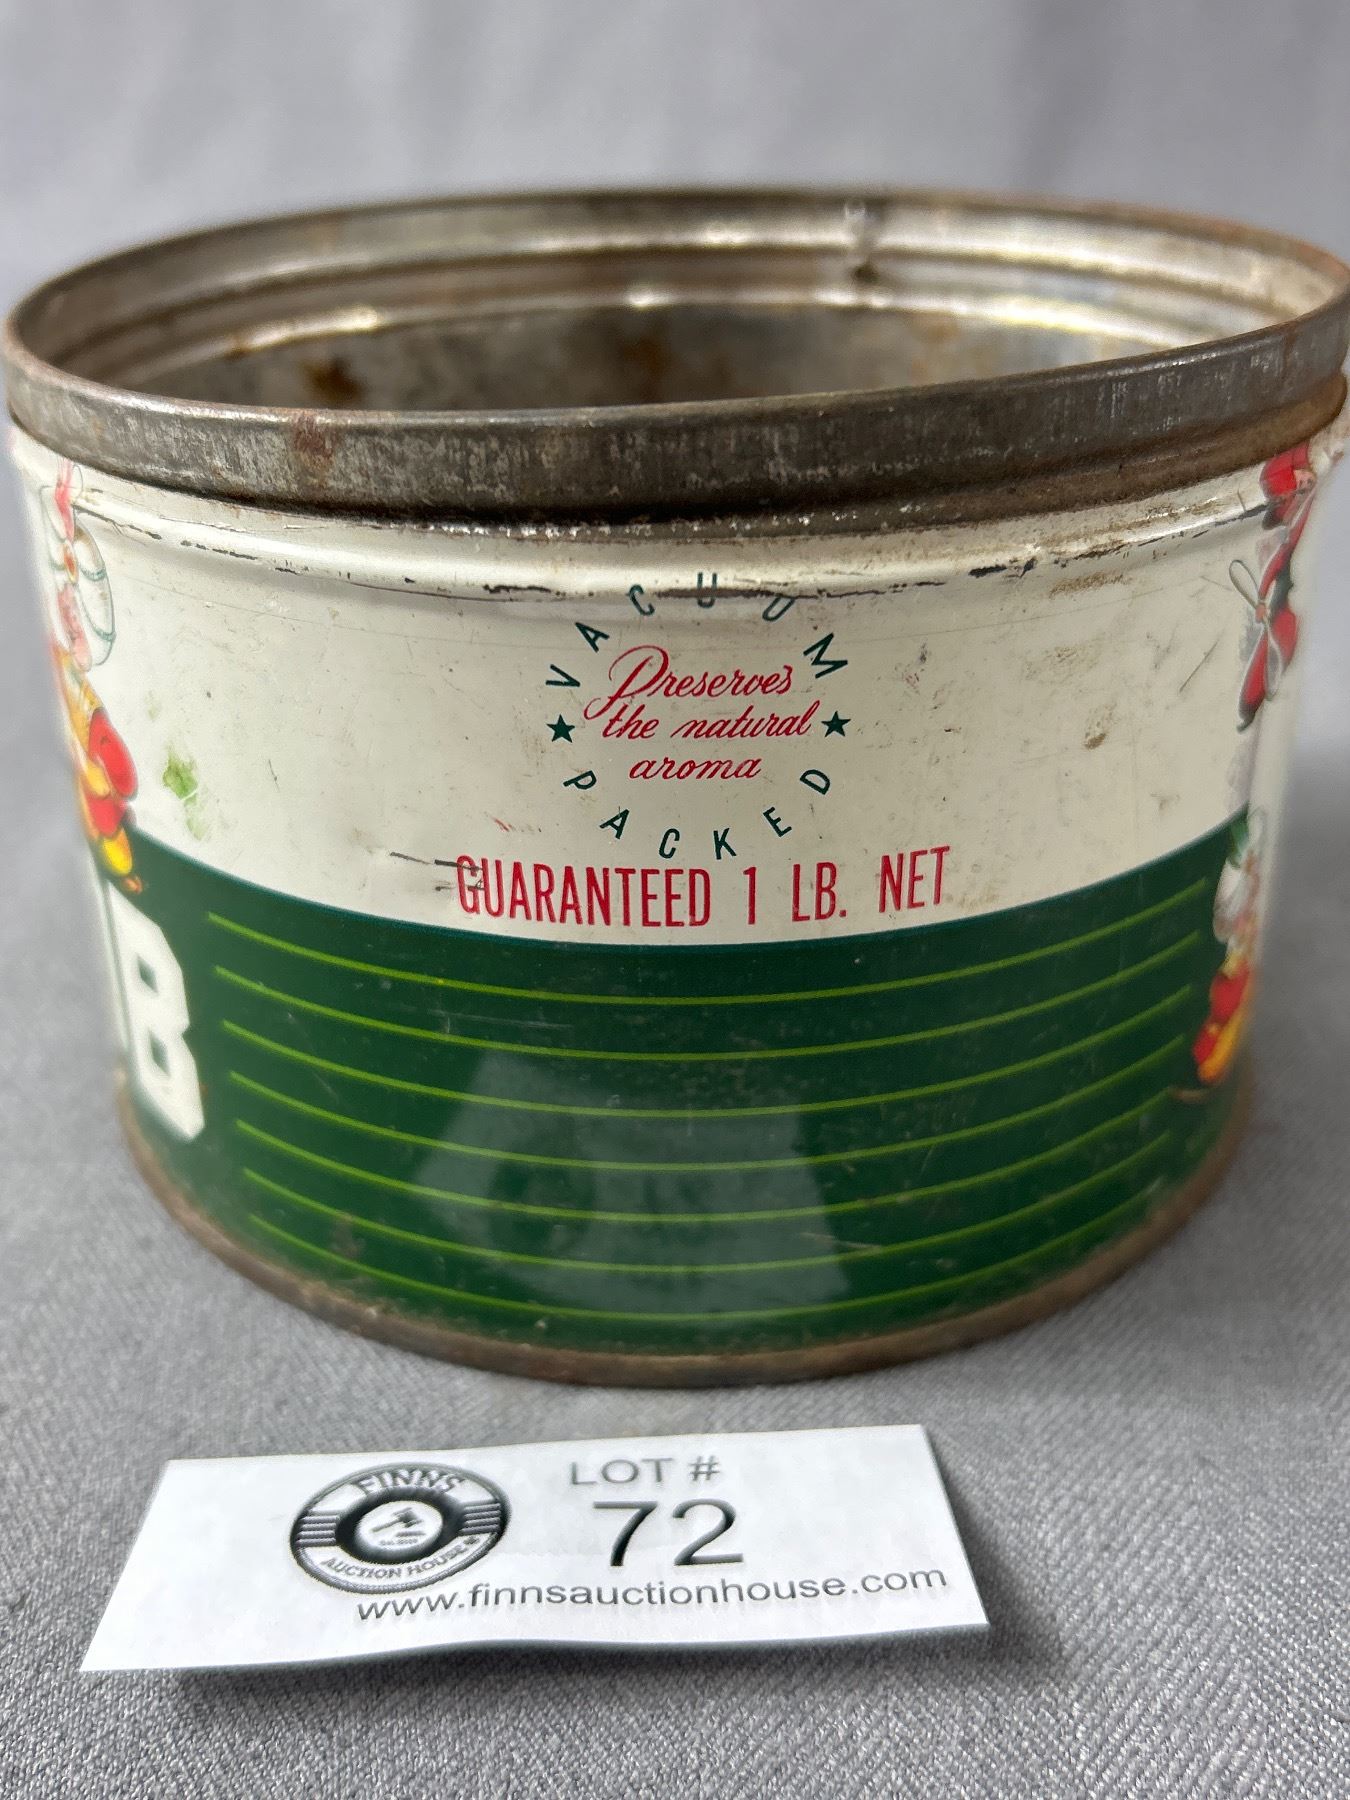 VACUUM
Preserves
the natural
aroma
PACKED
GUARANTEED 1 LB. NET
B
LOT #
72
FINNS
AUCTION HOUSE
www.finnsauctionhouse.com